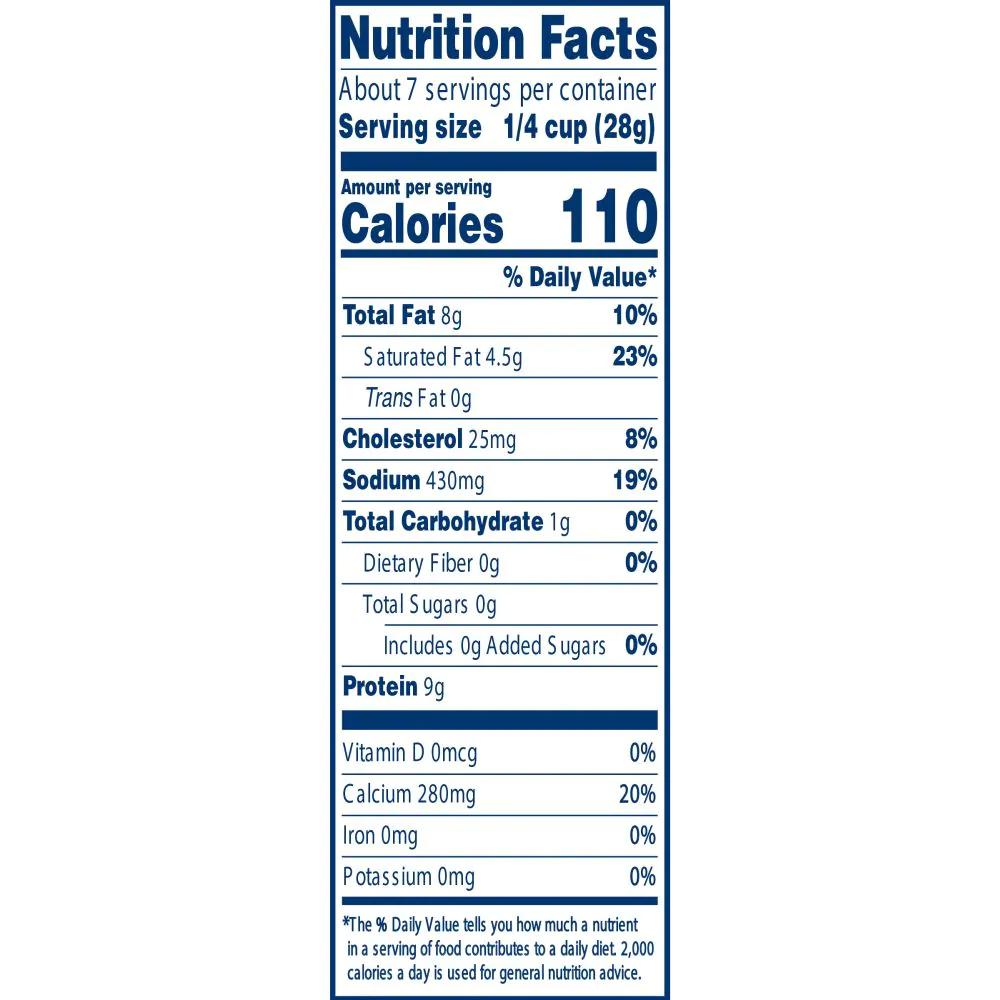 Nutrition Facts
About 7 servings per container
Serving size 1/4 cup (28g)
Amount per serving
Calories 110
% Daily Value*
Total Fat 8g 10%
Saturated Fat 4.5g 23%
Trans Fat 0g
Cholesterol 25mg 8%
Sodium 430mg 19%
Total Carbohydrate 1g 0%
Dietary Fiber 0g 0%
Total Sugars 0g
Includes 0g Added Sugars 0%
Protein 9g
Vitamin D 0mcg 0%
Calcium 280mg 20%
Iron 0mg 0%
Potassium 0mg 0%
*The % Daily Value tells you how much a nutrient
in a serving of food contributes to a daily diet. 2,000
calories a day is used for general nutrition advice.